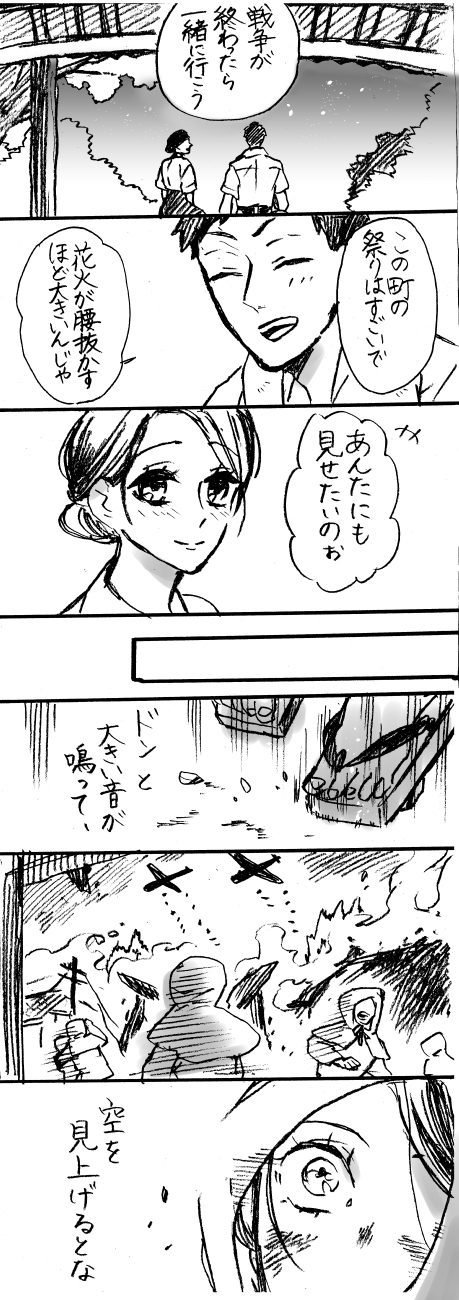 戦争が
終わったら
一緒に行こう
この町の
祭りはすごいで
花火が腰抜かす
ほど大きいんじゃ
あんたにも
見せたいのぉ
ドンと
大きい音が
鳴って、
空を
見上げるとな